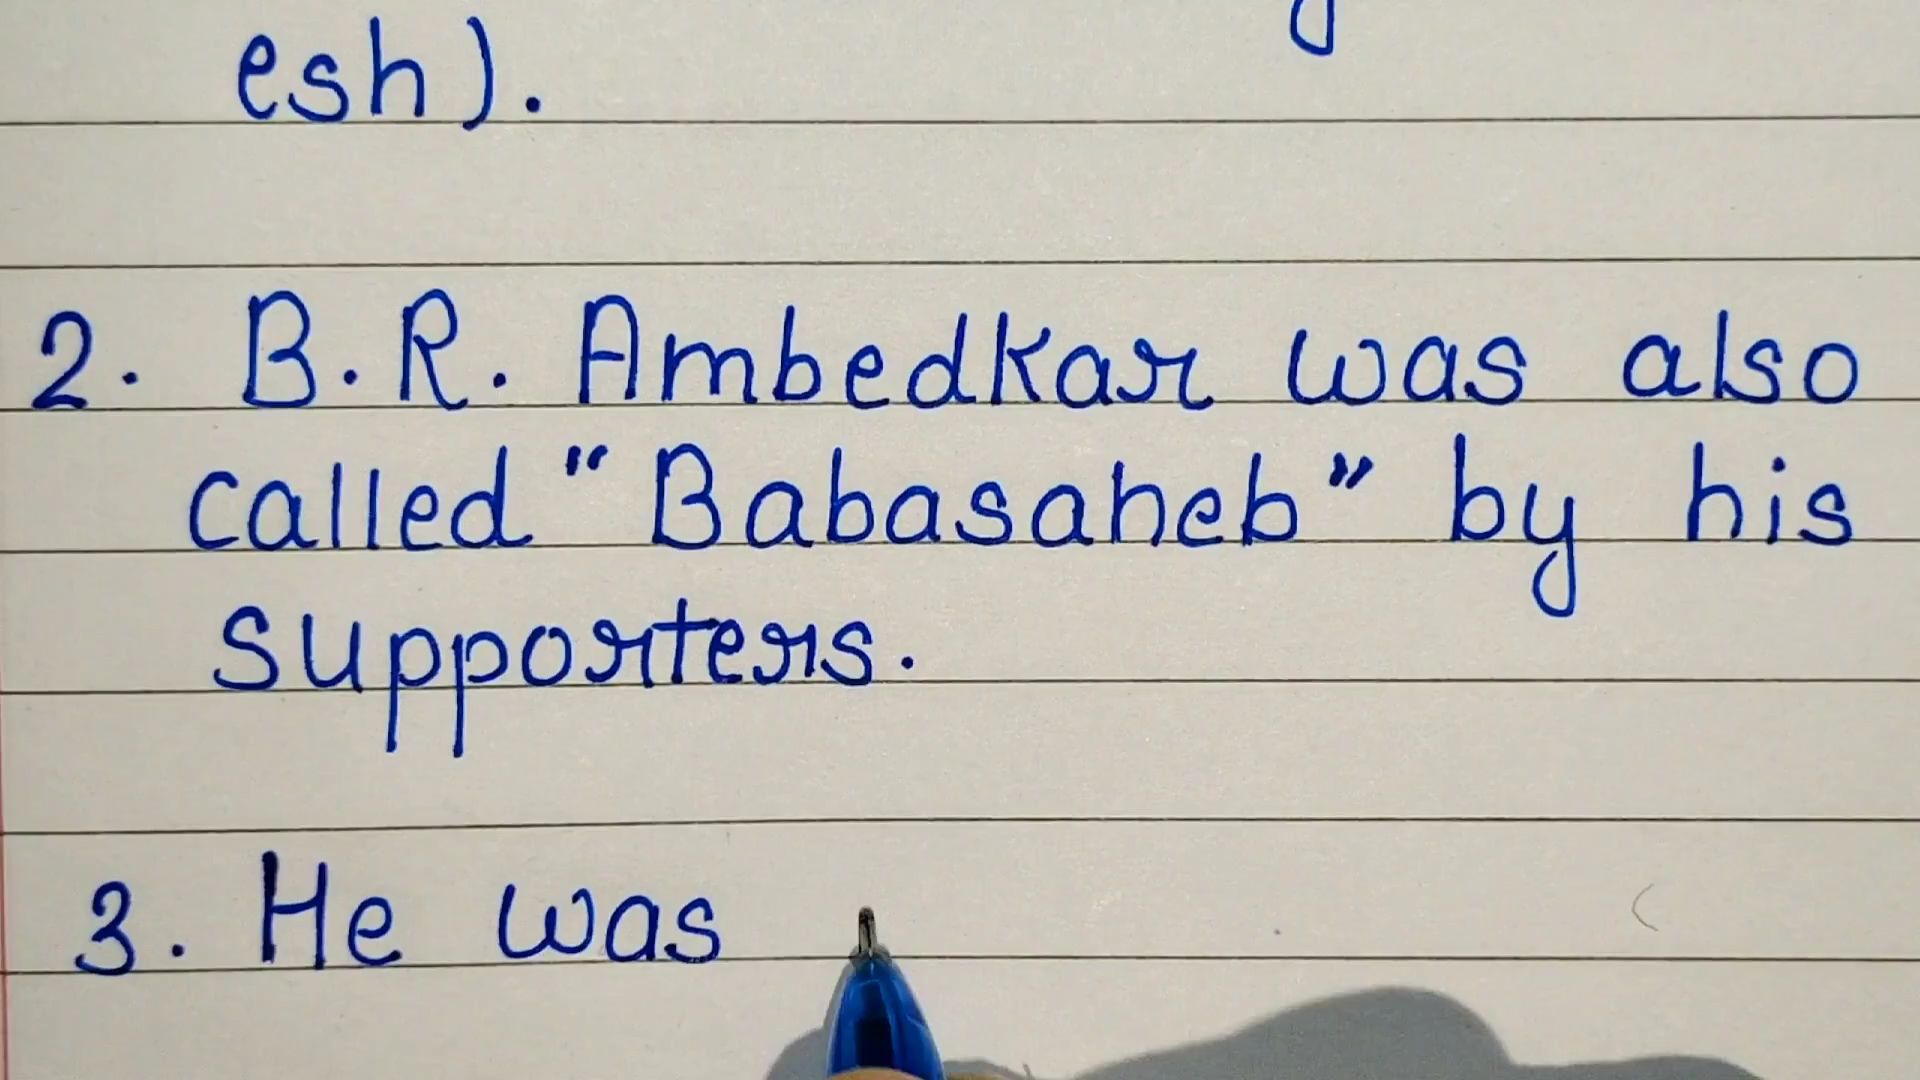 esh).
2. B.R. Ambedkar was also
called "Babasaheb" by his
supporters.
3. He was